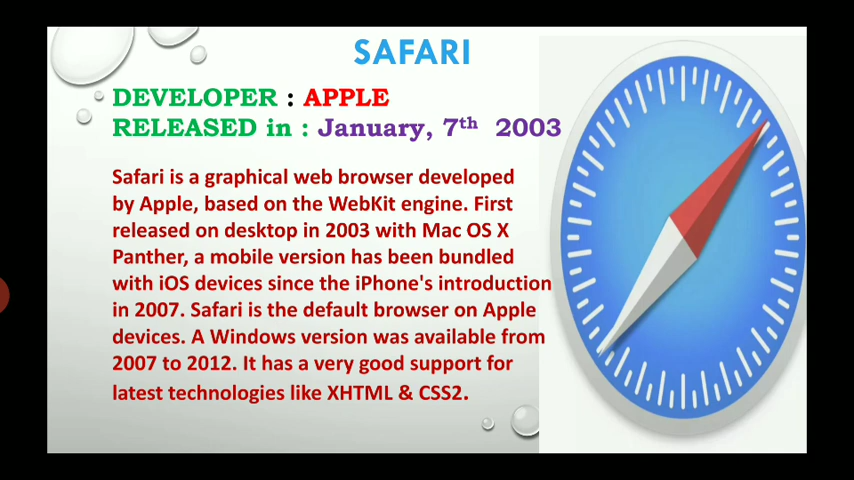 SAFARI
DEVELOPER : APPLE
RELEASED in : January, 7th 2003
Safari is a graphical web browser developed
by Apple, based on the WebKit engine. First
released on desktop in 2003 with Mac OS X
Panther, a mobile version has been bundled
with iOS devices since the iPhone's introduction
in 2007. Safari is the default browser on Apple
devices. A Windows version was available from
2007 to 2012. It has a very good support for
latest technologies like XHTML & CSS2.